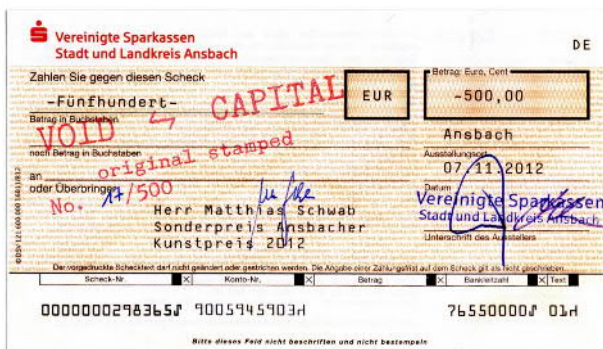 Vereinigte Sparkassen
Stadt und Landkreis Ansbach
DE
Zahlen Sie gegen diesen Scheck
Betrag: Euro, Cent
-Fünfhundert-
EUR
-500,00
Betrag in Buchstaben
VOID ↳ CAPITAL
Ansbach
noch Betrag in Buchstaben
Ausstellungsort
original stamped
07.11.2012
an
Datum
oder Überbringer
No. 17/500
Vereinigte Sparkassen
Stadt und Landkreis Ansbach
Herr Matthias Schwab
Sonderpreis Ansbacher
Kunstpreis 2012
Unterschrift des Ausstellers
Der vorgedruckte Schecktext darf nicht geändert oder gestrichen werden. Die Angabe einer Zahlungsfrist auf dem Scheck gilt als nicht geschrieben.
Scheck-Nr. X Konto-Nr. X Betrag X Bankleitzahl X Text
0000000298365⑀ 9005945903⑁ 76550000⑀ 01⑁
Bitte dieses Feld nicht beschriften und nicht bestempeln